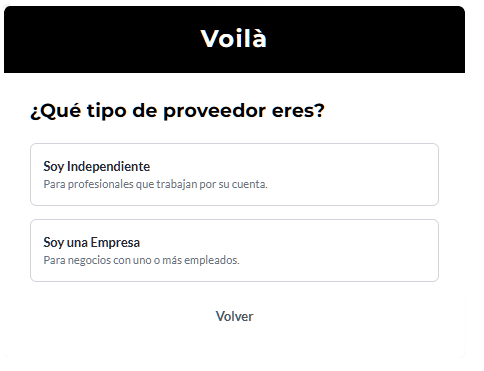 Voilà
¿Qué tipo de proveedor eres?
Soy Independiente
Para profesionales que trabajan por su cuenta.
Soy una Empresa
Para negocios con uno o más empleados.
Volver